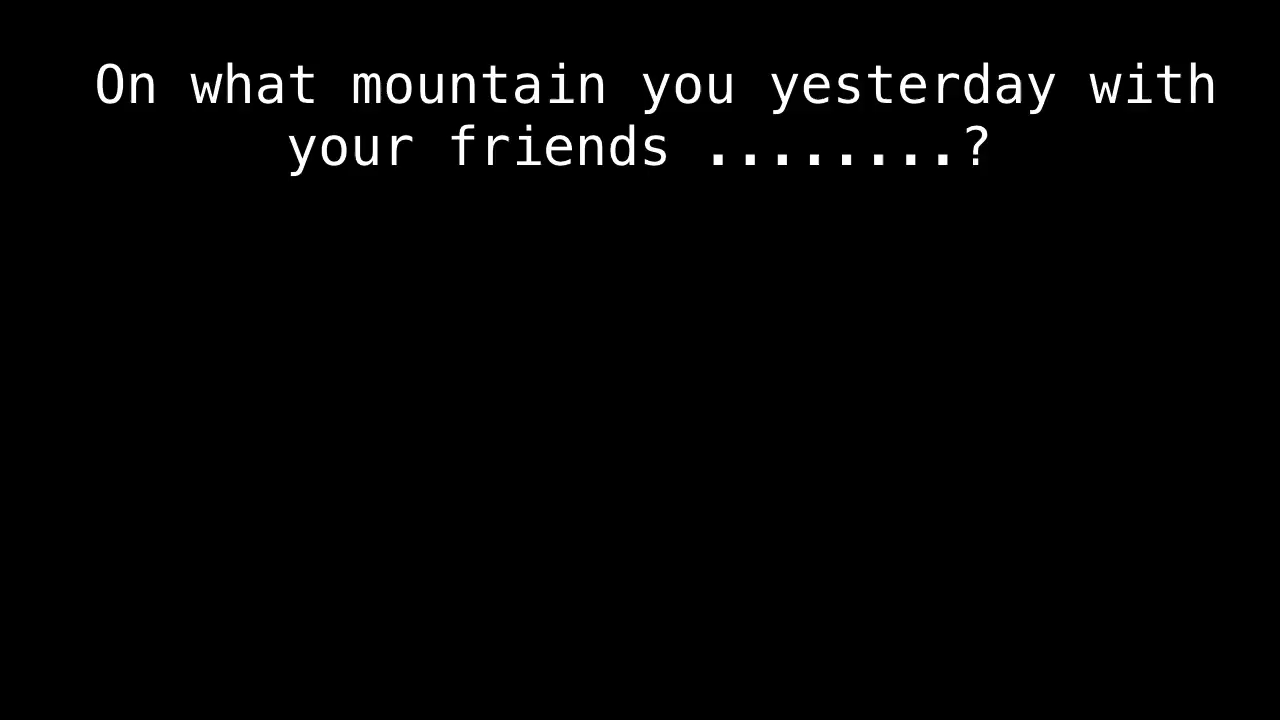 On what mountain you yesterday with
your friends ........?